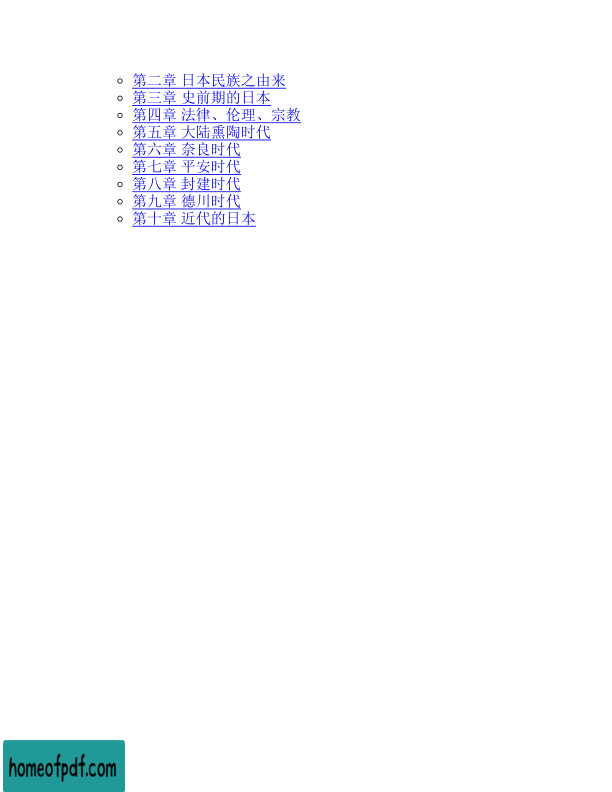 第二章 日本民族之由来
第三章 史前期的日本
第四章 法律、伦理、宗教
第五章 大陆熏陶时代
第六章 奈良时代
第七章 平安时代
第八章 封建时代
第九章 德川时代
第十章 近代的日本
homeofpdf.com